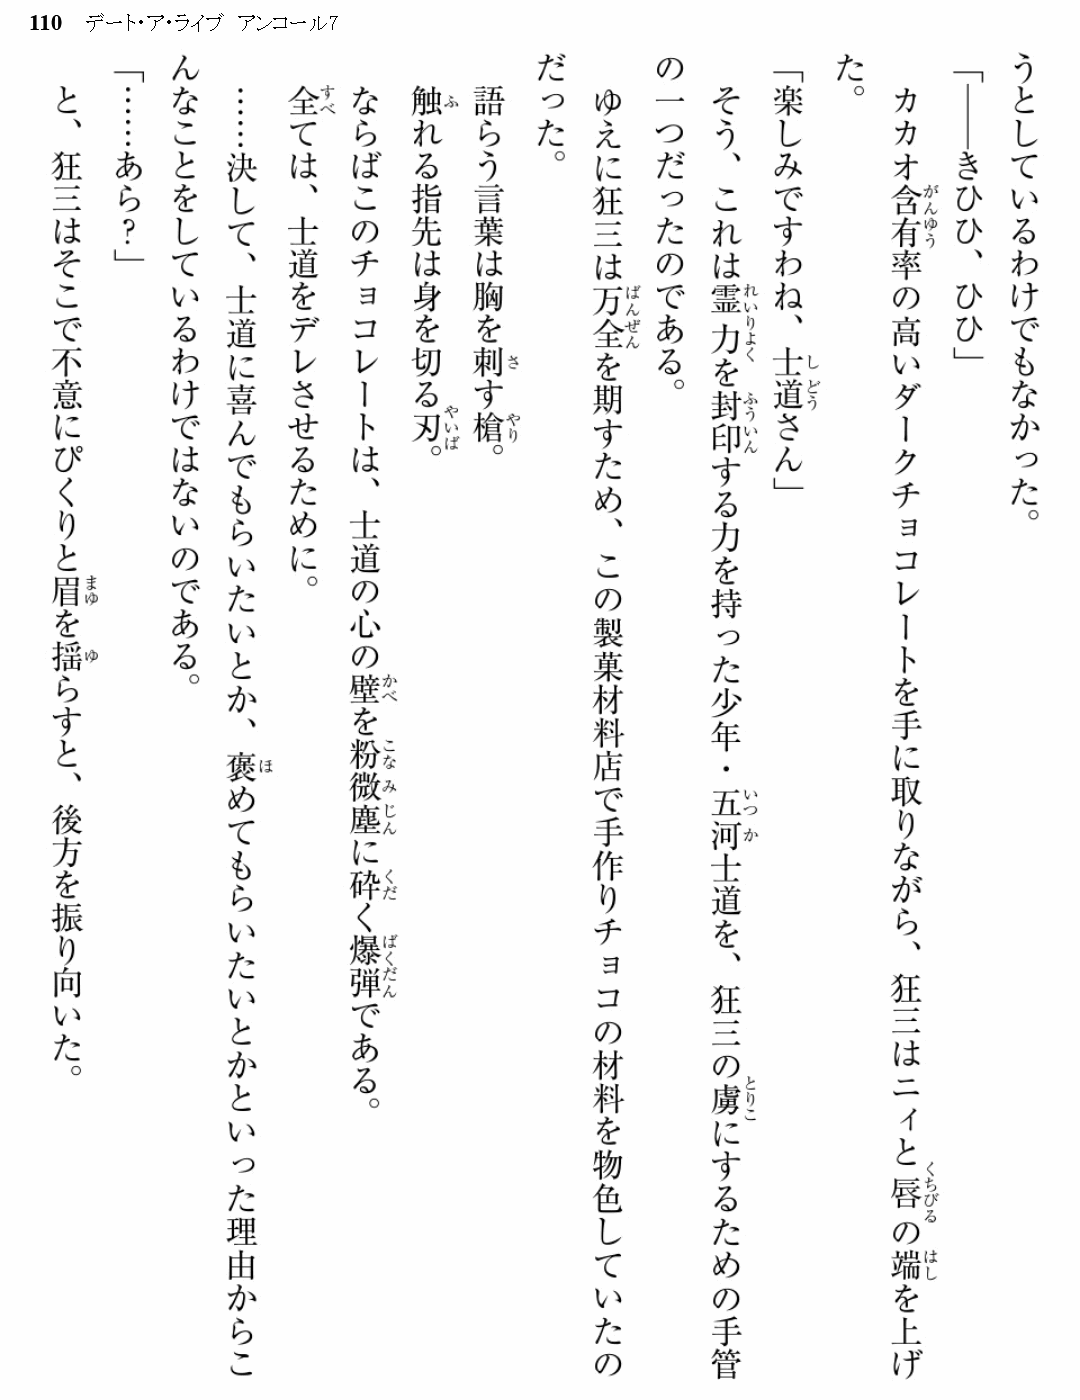 110 デート・ア・ライブ アンコール7
うとしているわけでもなかった。
「――きひひ、ひひ」
カカオ含有率の高いダークチョコレートを手に取りながら、狂三はニィと唇の端を上げ
た。
「楽しみですわね、士道さん」
そう、これは霊力を封印する力を持った少年・五河士道を、狂三の虜にするための手管
の一つだったのである。
ゆえに狂三は万全を期すため、この製菓材料店で手作りチョコの材料を物色していたの
だった。
語らう言葉は胸を刺す槍。
触れる指先は身を切る刃。
ならばこのチョコレートは、士道の心の壁を粉微塵に砕く爆弾である。
全ては、士道をデレさせるために。
……決して、士道に喜んでもらいたいとか、褒めてもらいたいとかといった理由からこ
んなことをしているわけではないのである。
「……あら？」
と、狂三はそこで不意にぴくりと眉を揺らすと、後方を振り向いた。